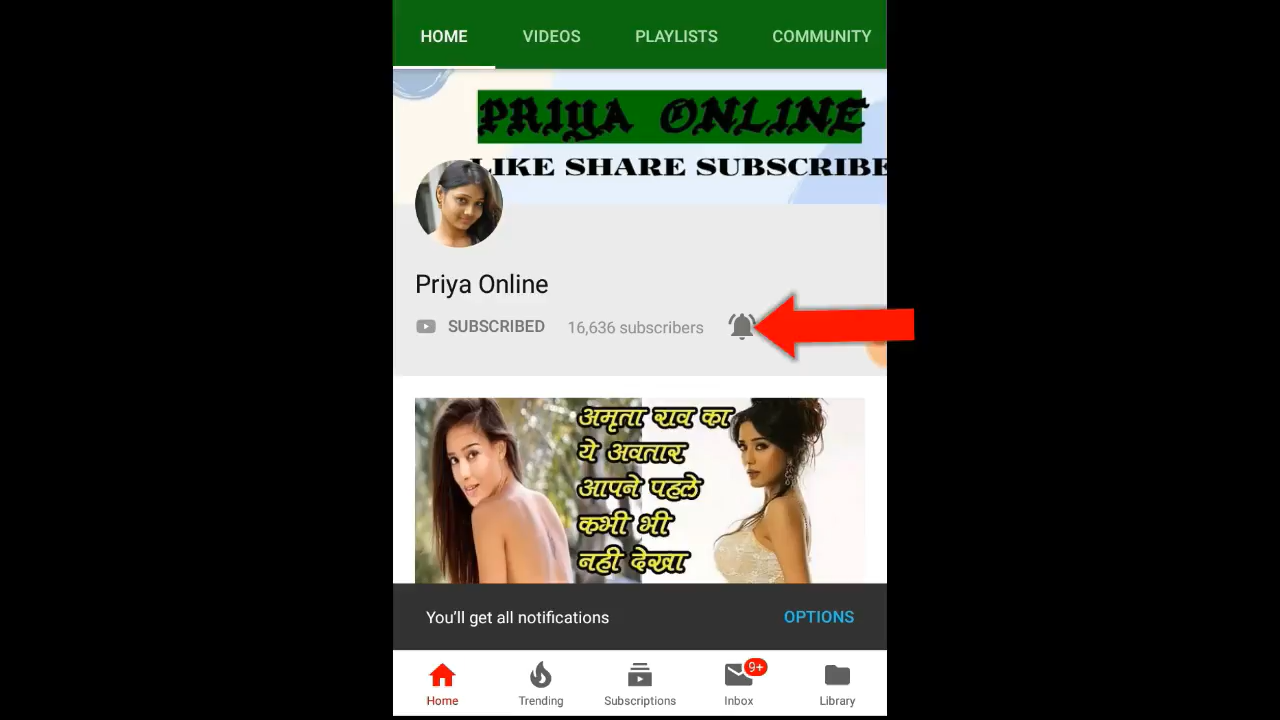 HOME VIDEOS PLAYLISTS COMMUNITY
PRIYA ONLINE
LIKE SHARE SUBSCRIBE
Priya Online
SUBSCRIBED 16,636 subscribers
अमृता राव का
ये अवतार
आपने पहले
कभी भी
नही देखा
You'll get all notifications OPTIONS
9+
Home Trending Subscriptions Inbox Library